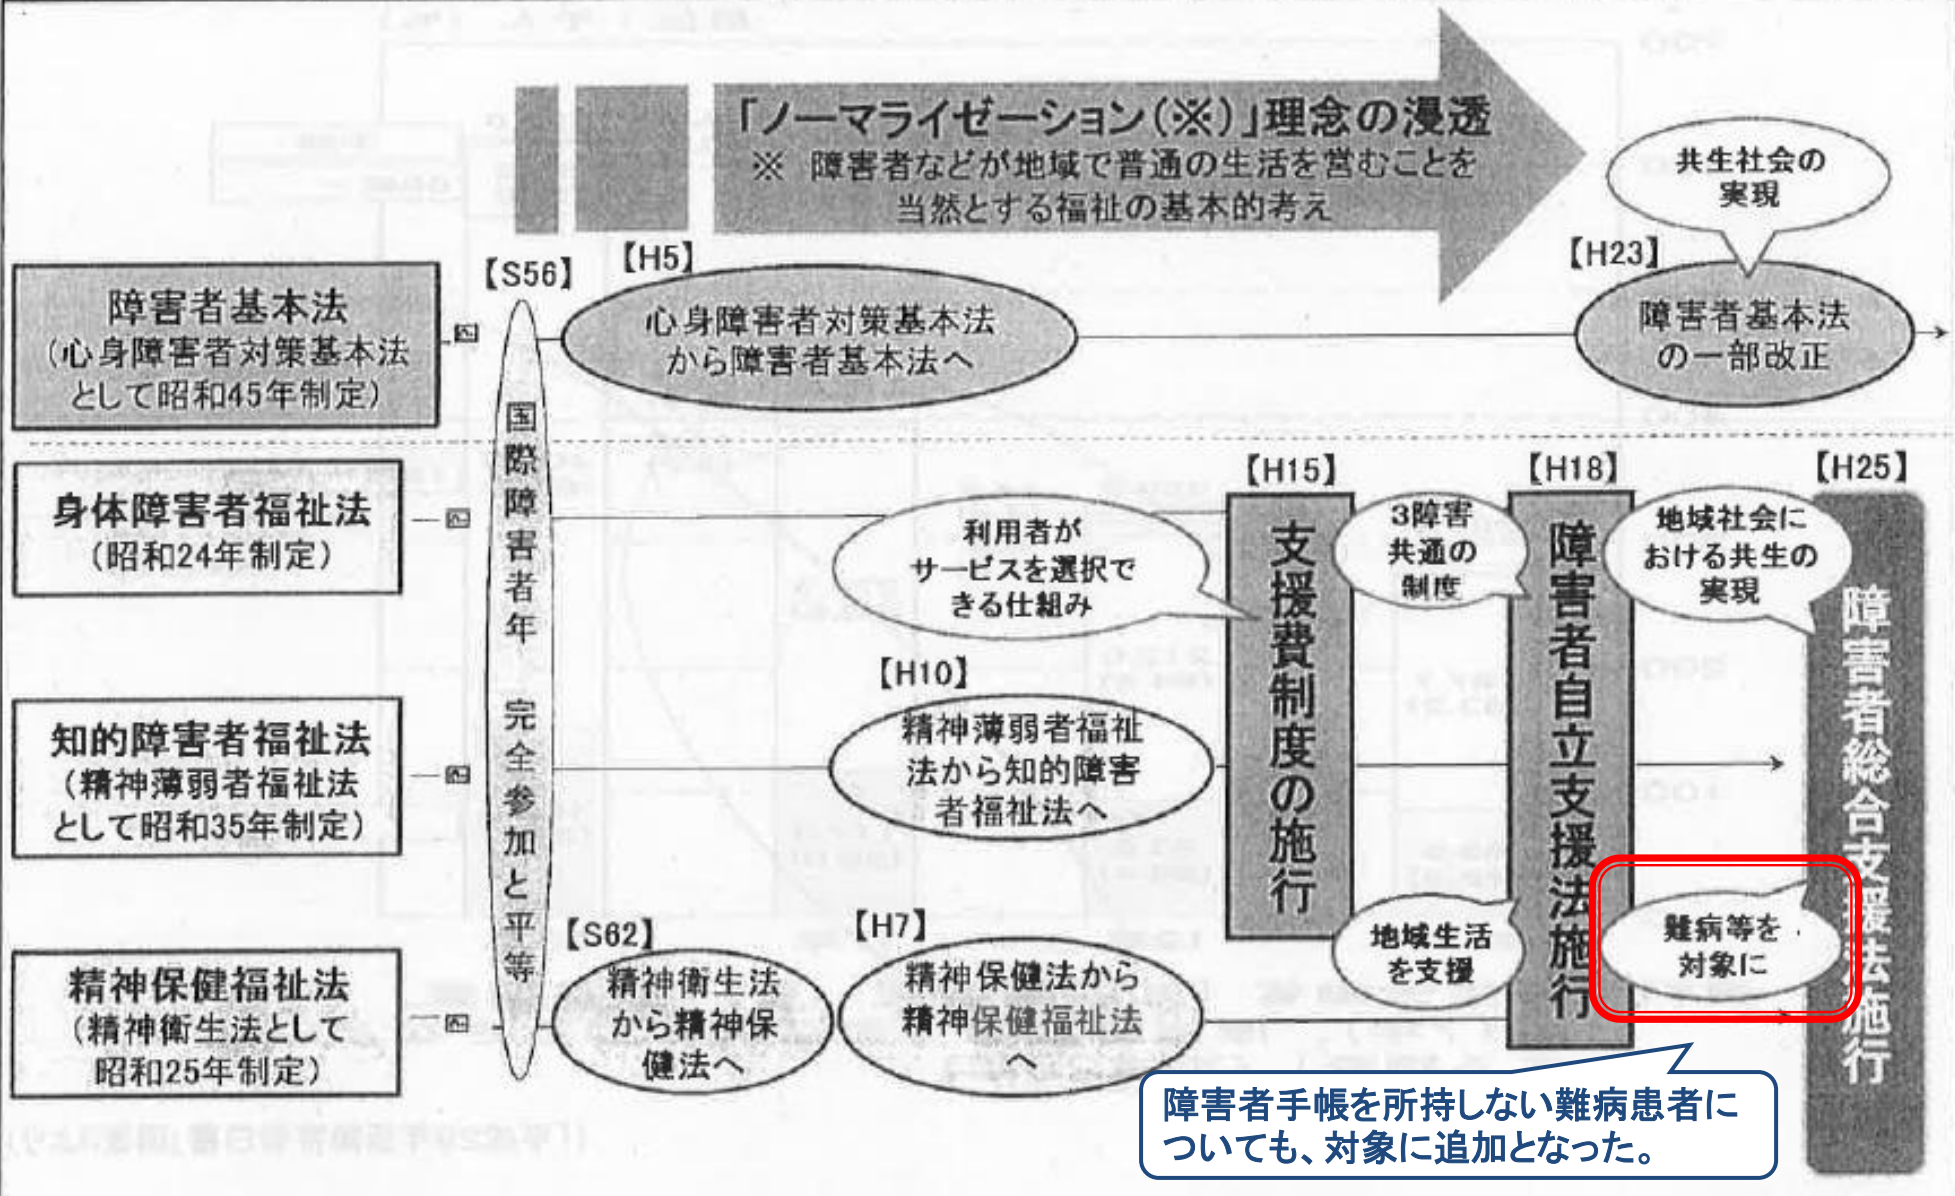 「ノーマライゼーション(※)」理念の浸透
※ 障害者などが地域で普通の生活を営むことを
当然とする福祉の基本的考え
共生社会の
実現
【S56】
【H5】
【H23】
障害者基本法
(心身障害者対策基本法
として昭和45年制定)
心身障害者対策基本法
から障害者基本法へ
障害者基本法
の一部改正
国際障害者年 完全参加と平等
身体障害者福祉法
(昭和24年制定)
利用者が
サービスを選択で
きる仕組み
【H15】
支援費制度の施行
3障害
共通の
制度
【H18】
障害者自立支援法施行
地域社会に
おける共生の
実現
【H25】
障害者総合支援法施行
知的障害者福祉法
(精神薄弱者福祉法
として昭和35年制定)
【H10】
精神薄弱者福祉
法から知的障害
者福祉法へ
精神保健福祉法
(精神衛生法として
昭和25年制定)
【S62】
精神衛生法
から精神保
健法へ
【H7】
精神保健法から
精神保健福祉法
へ
地域生活
を支援
難病等を
対象に
障害者手帳を所持しない難病患者に
ついても、対象に追加となった。